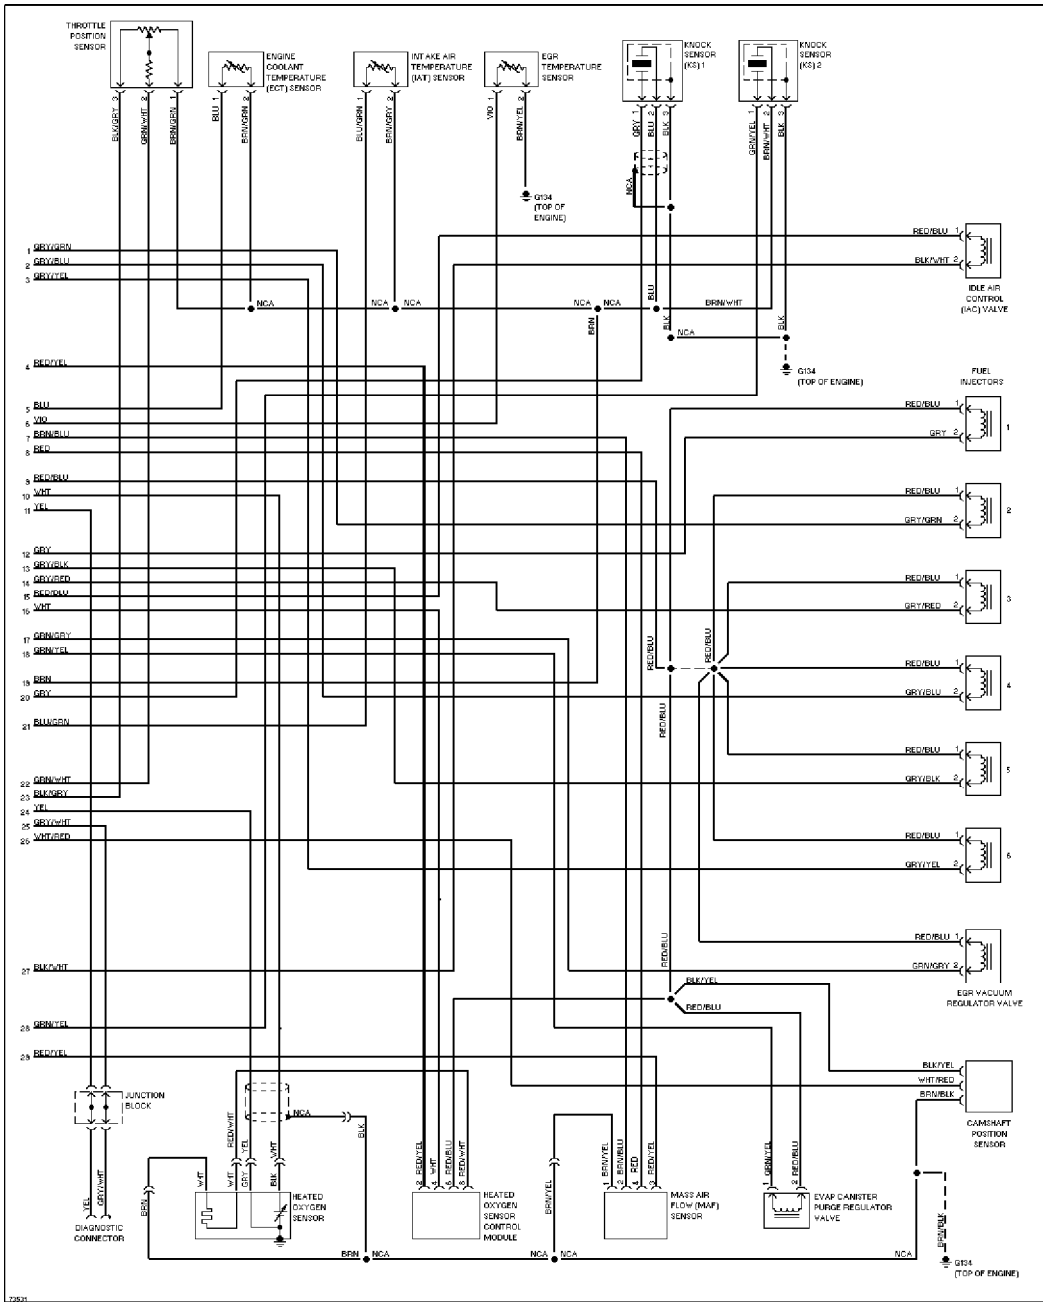 THROTTLE
POSITION
SENSOR
ENGINE
COOLANT
TEMPERATURE
(ECT) SENSOR
INTAKE AIR
TEMPERATURE
(IAT) SENSOR
EGR
TEMPERATURE
SENSOR
KNOCK
SENSOR
(KS) 1
KNOCK
SENSOR
(KS) 2
BLK/GRY 3
GRN/WHT 2
BRN/GRN 1
BLU 1
BRN/GRN 2
BLU/GRN 1
BRN/GRY 2
VIO 1
BRN/YEL 2
GRY 1
BLU 2
BLK 3
GRN/YEL 1
BRN/WHT 2
BLK 3
NCA
G134
(TOP OF
ENGINE)
RED/BLU 1
BLK/WHT 2
IDLE AIR
CONTROL
(IAC) VALVE
1 GRY/GRN
2 GRY/BLU
3 GRY/YEL
NCA
NCA
NCA
NCA
NCA
BLU
BRN/WHT
BRN
BLK
NCA
BLK
G134
(TOP OF ENGINE)
4 RED/YEL
5 BLU
6 VIO
7 BRN/BLU
8 RED
9 RED/BLU
10 WHT
11 YEL
12 GRY
13 GRY/BLK
14 GRY/RED
15 RED/BLU
16 WHT
17 GRN/GRY
18 GRN/YEL
19 BRN
20 GRY
21 BLU/GRN
22 GRN/WHT
23 BLK/GRY
24 YEL
25 GRY/WHT
26 WHT/RED
27 BLK/WHT
28 GRN/YEL
29 RED/YEL
FUEL
INJECTORS
RED/BLU 1
GRY 2
1
RED/BLU 1
GRY/GRN 2
2
RED/BLU 1
GRY/RED 2
3
RED/BLU 1
GRY/BLU 2
4
RED/BLU 1
GRY/BLK 2
5
RED/BLU 1
GRY/YEL 2
6
RED/BLU
RED/BLU
RED/BLU
RED/BLU
RED/BLU 1
GRN/GRY 2
EGR VACUUM
REGULATOR VALVE
BLK/YEL
RED/BLU
BLK/YEL
WHT/RED
BRN/BLK
CAMSHAFT
POSITION
SENSOR
JUNCTION
BLOCK
YEL
GRY/WHT
DIAGNOSTIC
CONNECTOR
BRN
RED/WHT
YEL
WHT
NCA
BLK
WHT
WHT
GRY
BLK
HEATED
OXYGEN
SENSOR
2 RED/YEL
4 WHT
6 RED/BLU
8 RED/WHT
HEATED
OXYGEN
SENSOR
CONTROL
MODULE
BRN/YEL
1 BRN/YEL
2 BRN/BLU
4 RED
3 RED/YEL
MASS AIR
FLOW (MAF)
SENSOR
1 GRN/YEL
2 RED/BLU
EVAP CANISTER
PURGE REGULATOR
VALVE
BRN
NCA
NCA
NCA
NCA
BRN/BLK
G134
(TOP OF ENGINE)
73531